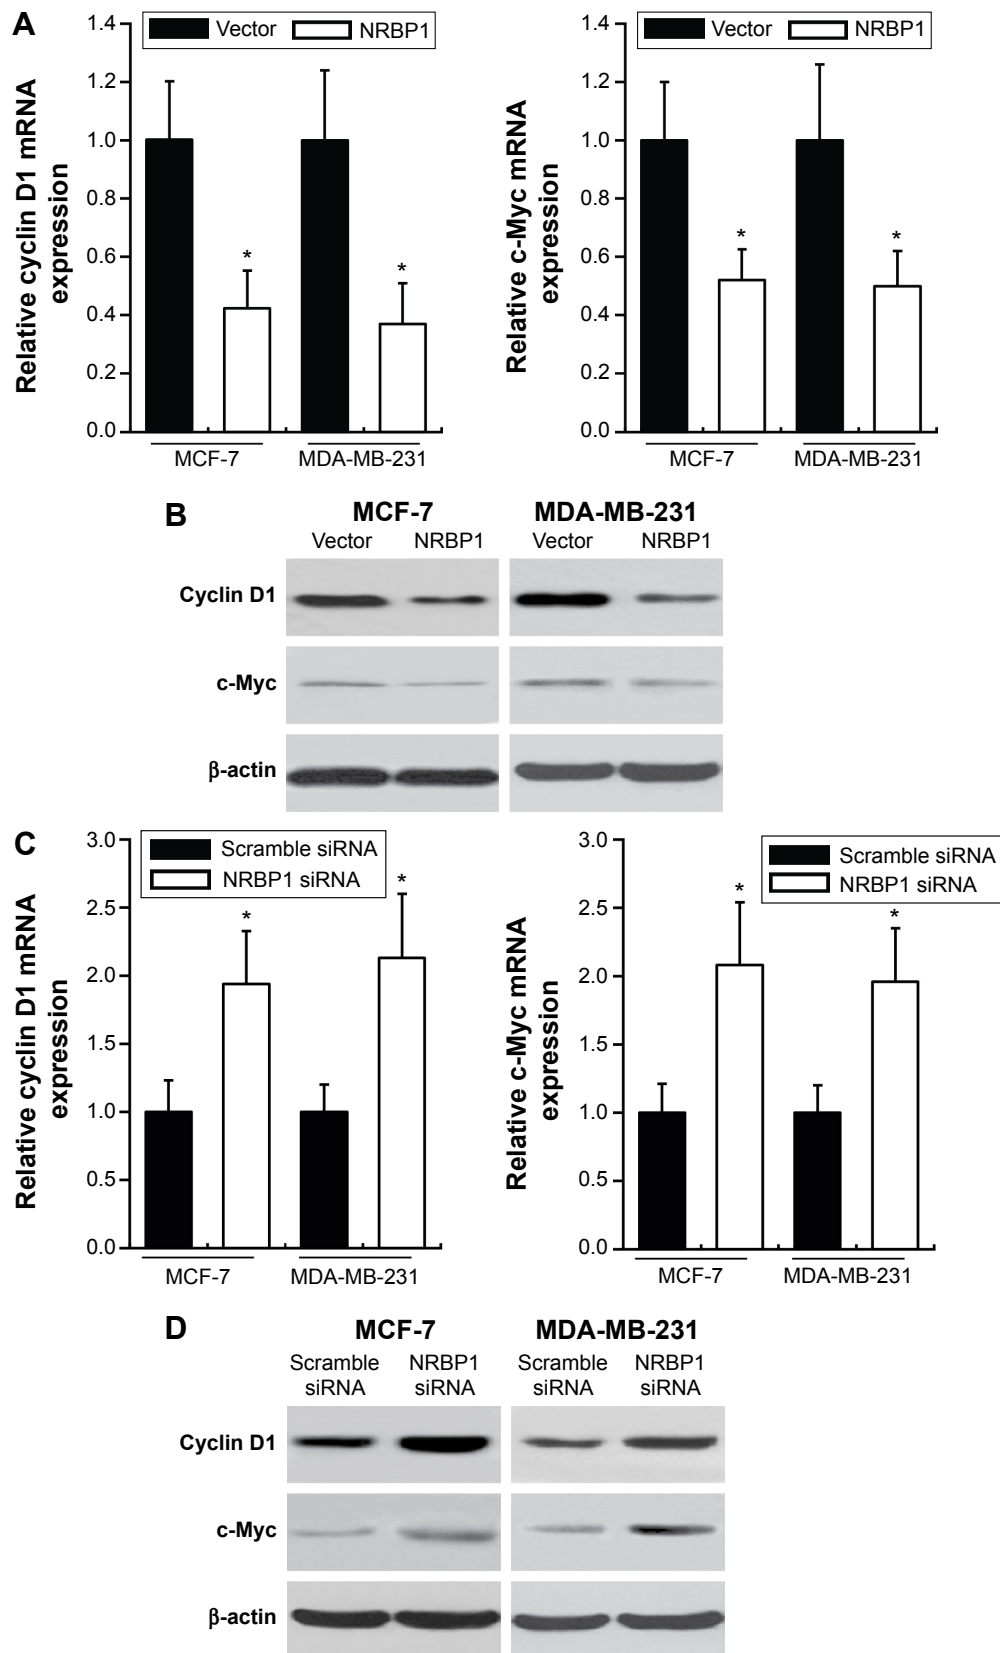 A
Vector NRBP1
1.4
1.2
1.0
0.8
0.6
0.4
0.2
0.0
Relative cyclin D1 mRNA
expression
* *
MCF-7 MDA-MB-231
Vector NRBP1
1.4
1.2
1.0
0.8
0.6
0.4
0.2
0.0
Relative c-Myc mRNA
expression
* *
MCF-7 MDA-MB-231
B
MCF-7 MDA-MB-231
Vector NRBP1 Vector NRBP1
Cyclin D1
c-Myc
β-actin
C
Scramble siRNA
NRBP1 siRNA
3.0
2.5
2.0
1.5
1.0
0.5
0.0
Relative cyclin D1 mRNA
expression
* *
MCF-7 MDA-MB-231
Scramble siRNA
NRBP1 siRNA
3.0
2.5
2.0
1.5
1.0
0.5
0.0
Relative c-Myc mRNA
expression
* *
MCF-7 MDA-MB-231
D
MCF-7 MDA-MB-231
Scramble NRBP1 Scramble NRBP1
siRNA siRNA siRNA siRNA
Cyclin D1
c-Myc
β-actin